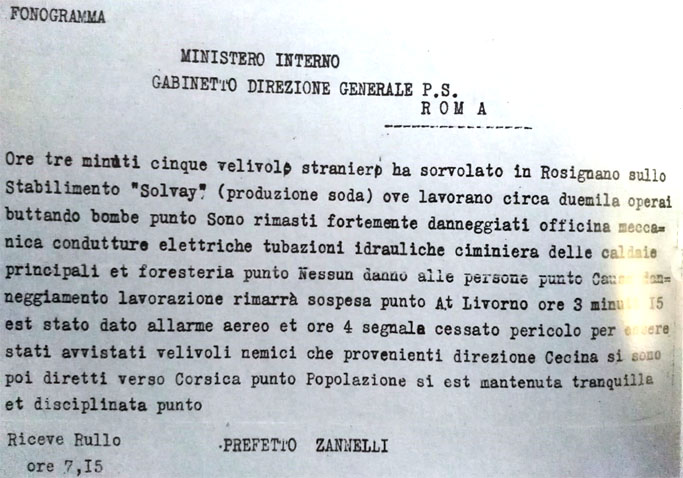 FONOGRAMMA
MINISTERO INTERNO
GABINETTO DIREZIONE GENERALE P.S.
R O M A
Ore tre minuti cinque velivolo straniero ha sorvolato in Rosignano sullo
Stabilimento "Solvay" (produzione soda) ove lavorano circa duemila operai
buttando bombe punto Sono rimasti fortemente danneggiati officina mecca=
nica condutture elettriche tubazioni idrauliche ciminiera delle caldaie
principali et foresteria punto Nessun danno alle persone punto Causa dan=
neggiamento lavorazione rimarrà sospesa punto At Livorno ore 3 minuti I5
est stato dato allarme aereo et ore 4 segnale cessato pericolo per essere
stati avvistati velivoli nemici che provenienti direzione Cecina si sono
poi diretti verso Corsica punto Popolazione si est mantenuta tranquilla
et disciplinata punto
Riceve Rullo
ore 7,I5
PREFETTO ZANNELLI